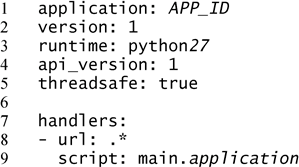 1 application: APP_ID
2 version: 1
3 runtime: python27
4 api_version: 1
5 threadsafe: true
6
7 handlers:
8 - url: .*
9   script: main.application